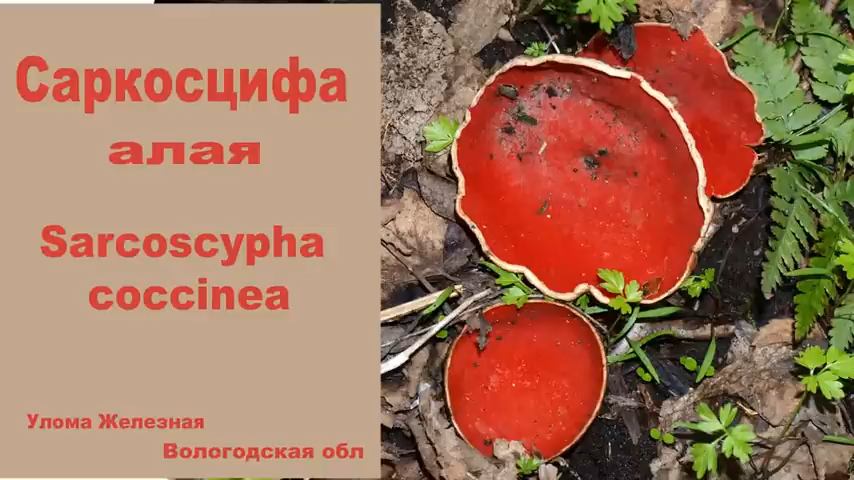 Саркосцифа
алая
Sarcoscypha
coccinea
Улома Железная
Вологодская обл